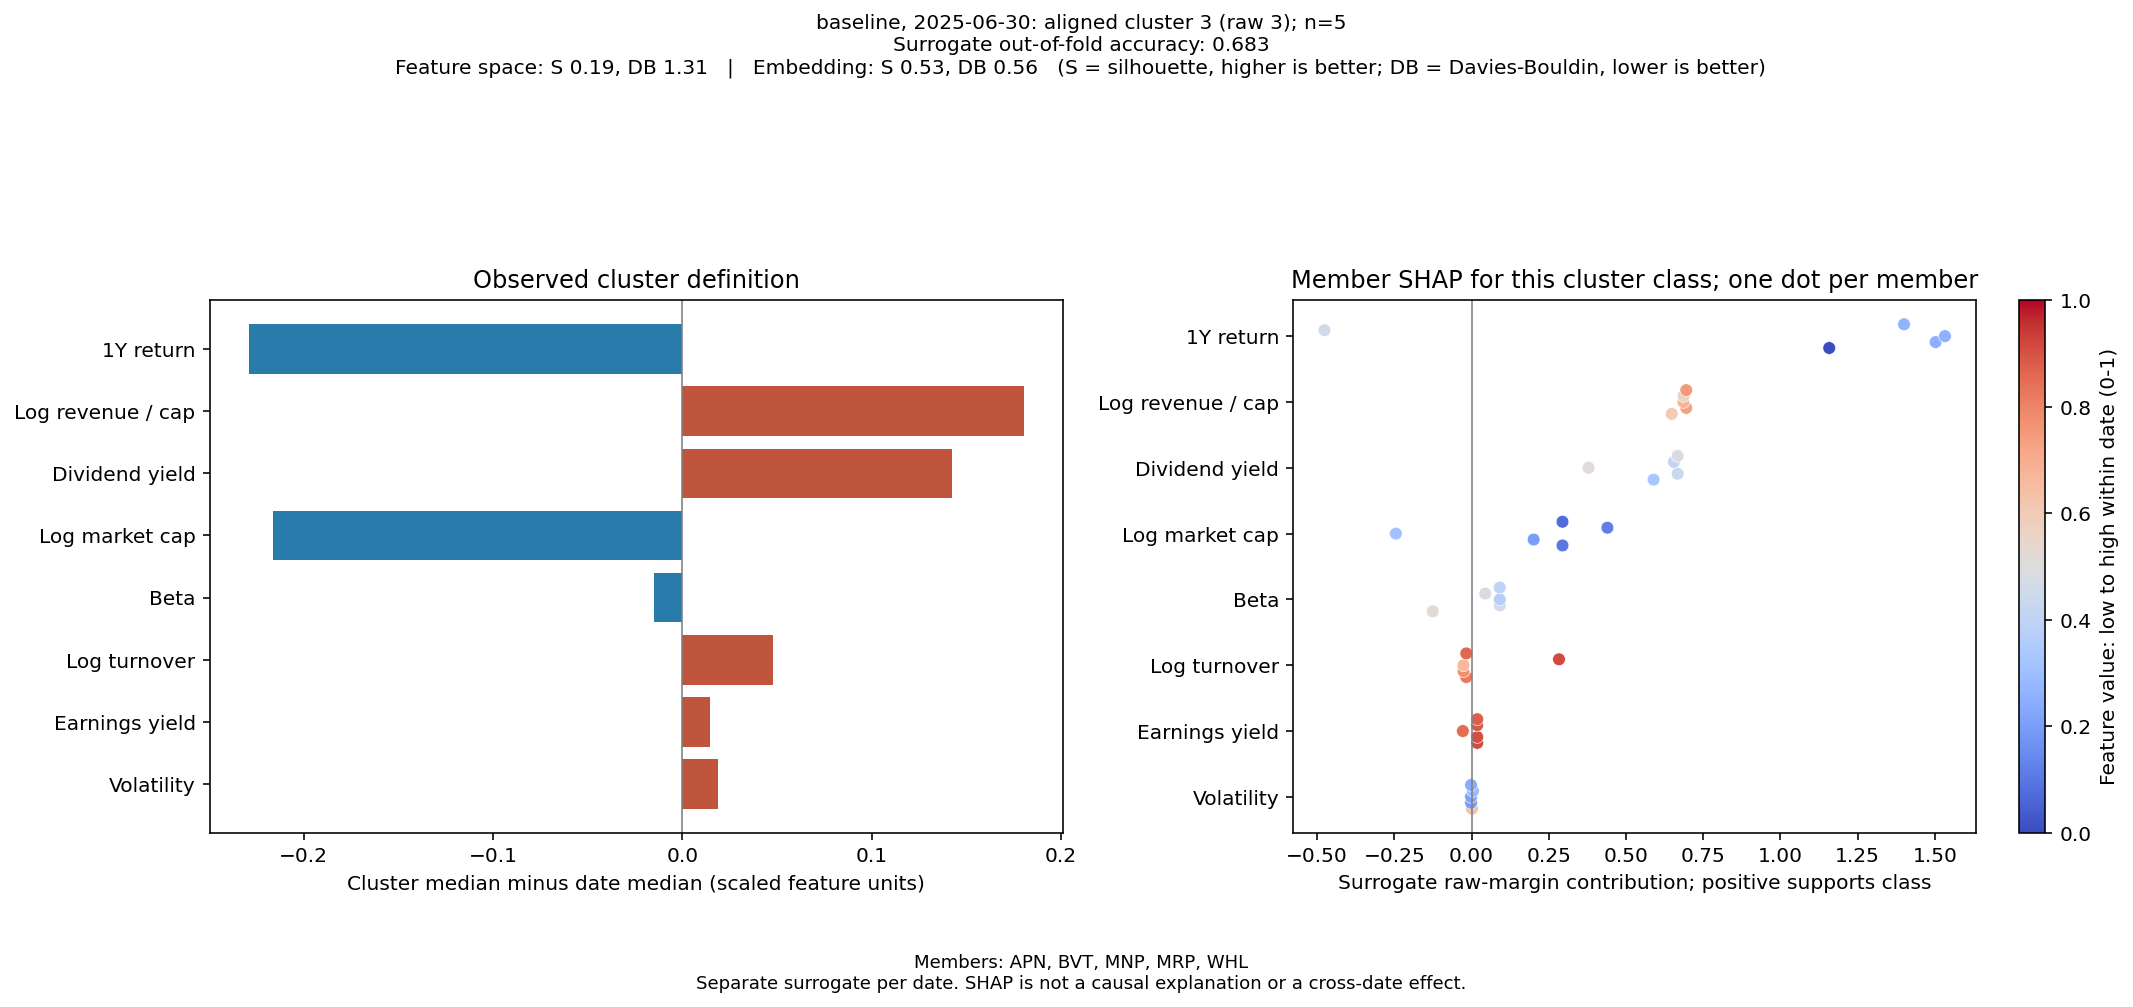 baseline, 2025-06-30: aligned cluster 3 (raw 3); n=5
Surrogate out-of-fold accuracy: 0.683
Feature space: S 0.19, DB 1.31   |   Embedding: S 0.53, DB 0.56   (S = silhouette, higher is better; DB = Davies-Bouldin, lower is better)
Observed cluster definition
1Y return
Log revenue / cap
Dividend yield
Log market cap
Beta
Log turnover
Earnings yield
Volatility
−0.2
−0.1
0.0
0.1
0.2
Cluster median minus date median (scaled feature units)
Member SHAP for this cluster class; one dot per member
1Y return
Log revenue / cap
Dividend yield
Log market cap
Beta
Log turnover
Earnings yield
Volatility
−0.50
−0.25
0.00
0.25
0.50
0.75
1.00
1.25
1.50
Surrogate raw-margin contribution; positive supports class
1.0
0.8
0.6
0.4
0.2
0.0
Feature value: low to high within date (0-1)
Members: APN, BVT, MNP, MRP, WHL
Separate surrogate per date. SHAP is not a causal explanation or a cross-date effect.